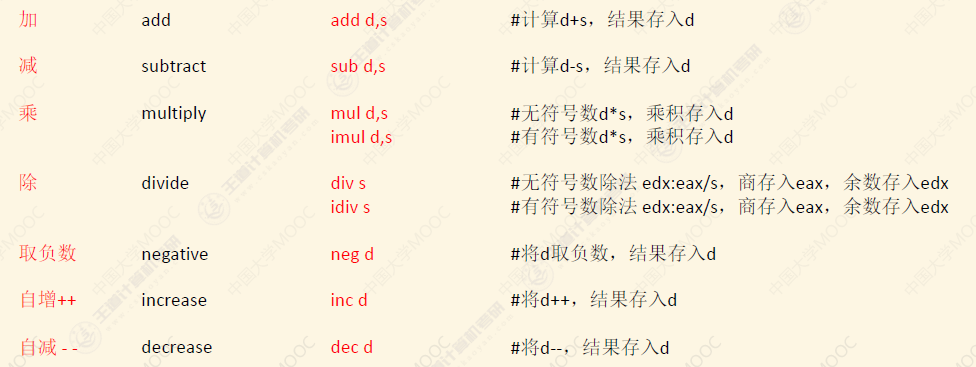 加 add add d,s #计算d+s，结果存入d
减 subtract sub d,s #计算d-s，结果存入d
乘 multiply mul d,s #无符号数d*s，乘积存入d
imul d,s #有符号数d*s，乘积存入d
除 divide div s #无符号数除法 edx:eax/s，商存入eax，余数存入edx
idiv s #有符号数除法 edx:eax/s，商存入eax，余数存入edx
取负数 negative neg d #将d取负数，结果存入d
自增++ increase inc d #将d++，结果存入d
自减 - - decrease dec d #将d--，结果存入d